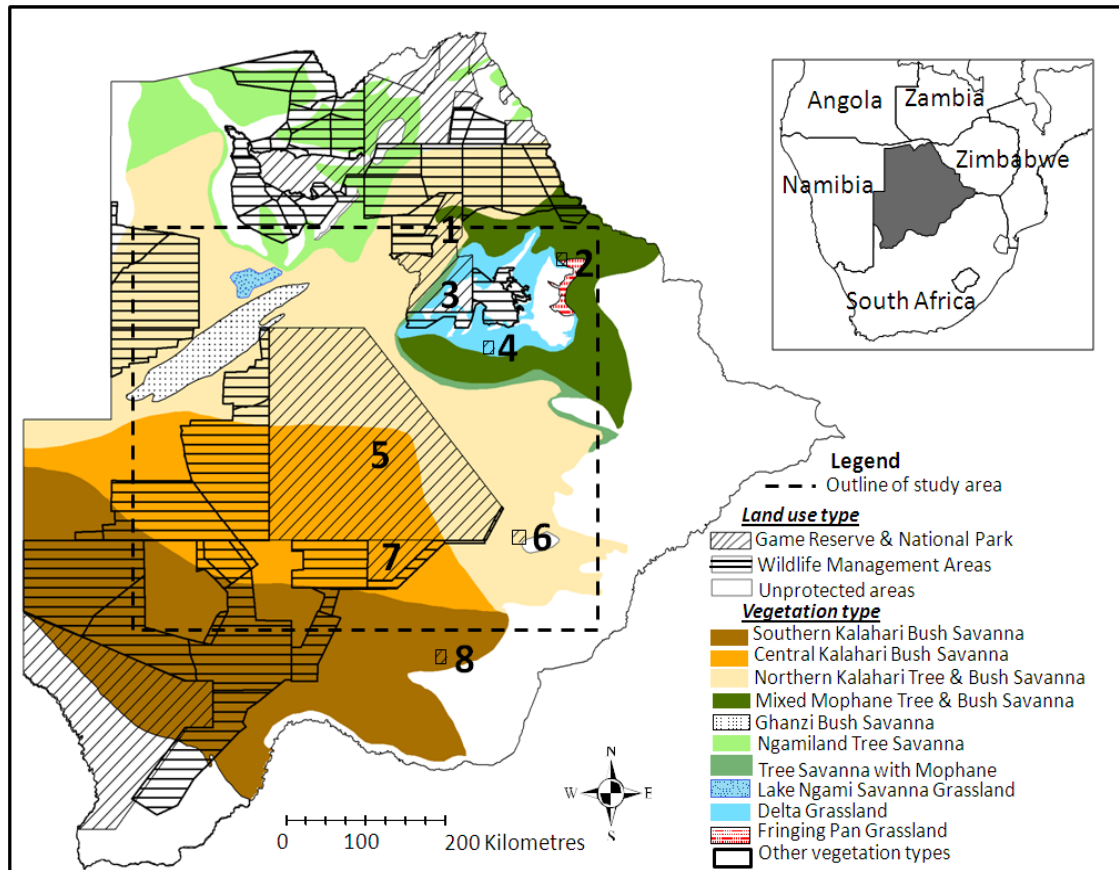 Angola
Zambia
Zimbabwe
Namibia
South Africa
1
2
3
4
5
6
7
8
N
W E
S
0 100 200 Kilometres
Legend
Outline of study area
Land use type
Game Reserve & National Park
Wildlife Management Areas
Unprotected areas
Vegetation type
Southern Kalahari Bush Savanna
Central Kalahari Bush Savanna
Northern Kalahari Tree & Bush Savanna
Mixed Mophane Tree & Bush Savanna
Ghanzi Bush Savanna
Ngamiland Tree Savanna
Tree Savanna with Mophane
Lake Ngami Savanna Grassland
Delta Grassland
Fringing Pan Grassland
Other vegetation types